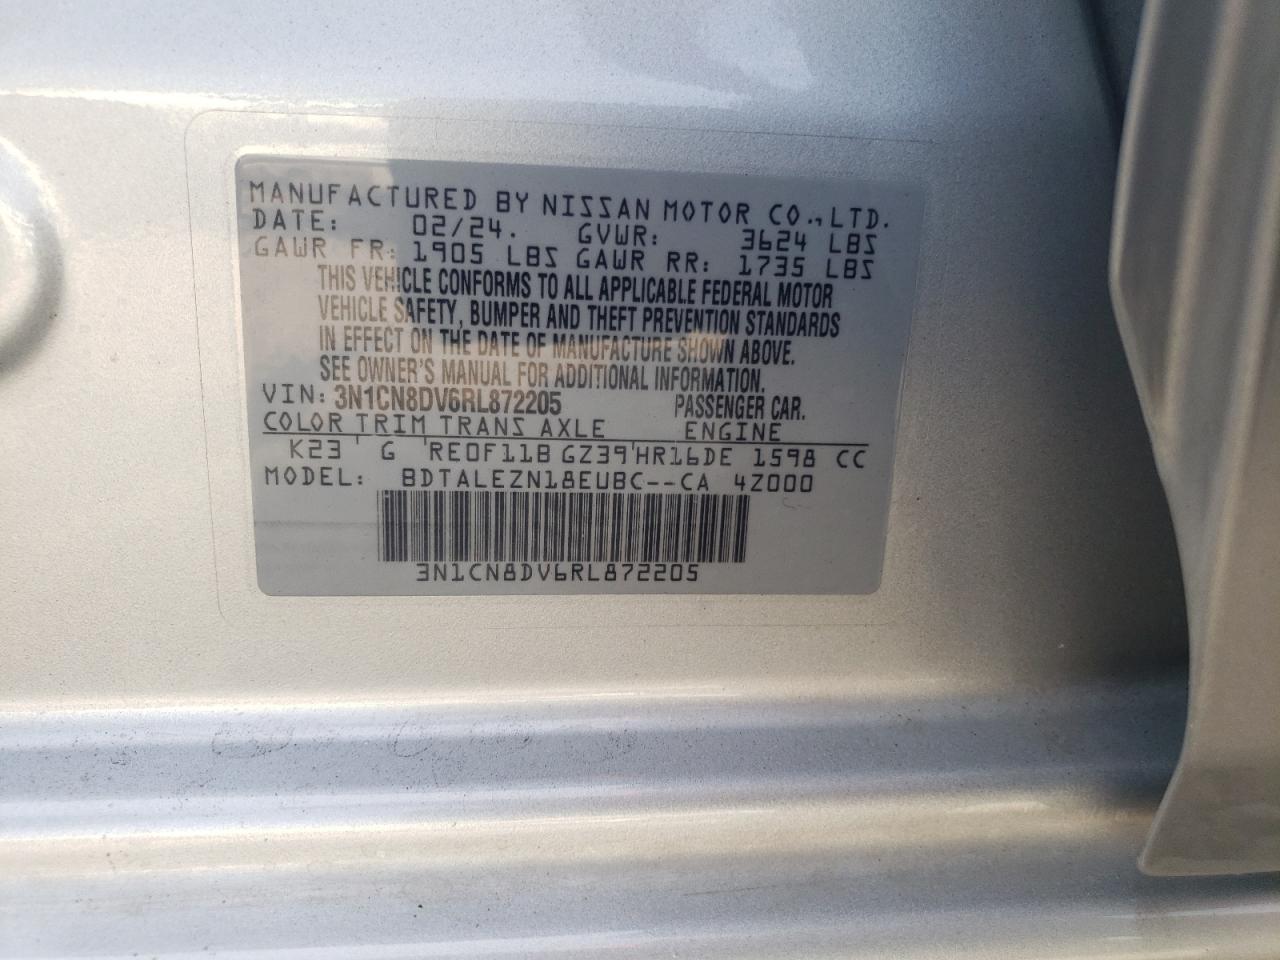 MANUFACTURED BY NISSAN MOTOR CO.,LTD.
DATE: 02/24. GVWR: 3624 LBS
GAWR FR: 1905 LBS GAWR RR: 1735 LBS
THIS VEHICLE CONFORMS TO ALL APPLICABLE FEDERAL MOTOR
VEHICLE SAFETY, BUMPER AND THEFT PREVENTION STANDARDS
IN EFFECT ON THE DATE OF MANUFACTURE SHOWN ABOVE.
SEE OWNER'S MANUAL FOR ADDITIONAL INFORMATION.
VIN: 3N1CN8DV6RL872205 PASSENGER CAR.
COLOR TRIM TRANS AXLE ENGINE
K23 G RE0F11B GZ39 HR16DE 1598 CC
MODEL: BDTALEZN18EUBC--CA 4Z000
3N1CN8DV6RL872205